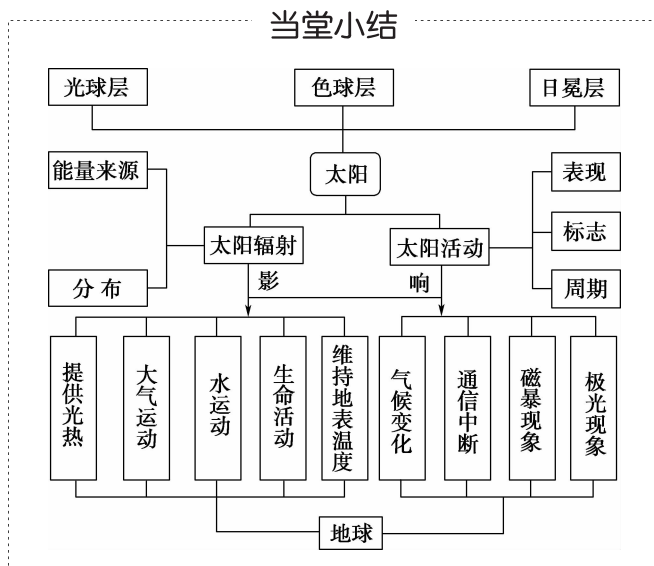 当堂小结
光球层 色球层 日冕层
太阳
能量来源 表现
太阳辐射 太阳活动 标志
分布 影 响 周期
提供光热
大气运动
水运动
生命活动
维持地表温度
气候变化
通信中断
磁暴现象
极光现象
地球